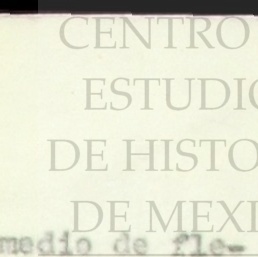 CENTRO
ESTUDIO
DE HISTO
DE MEXI
medio de fle-